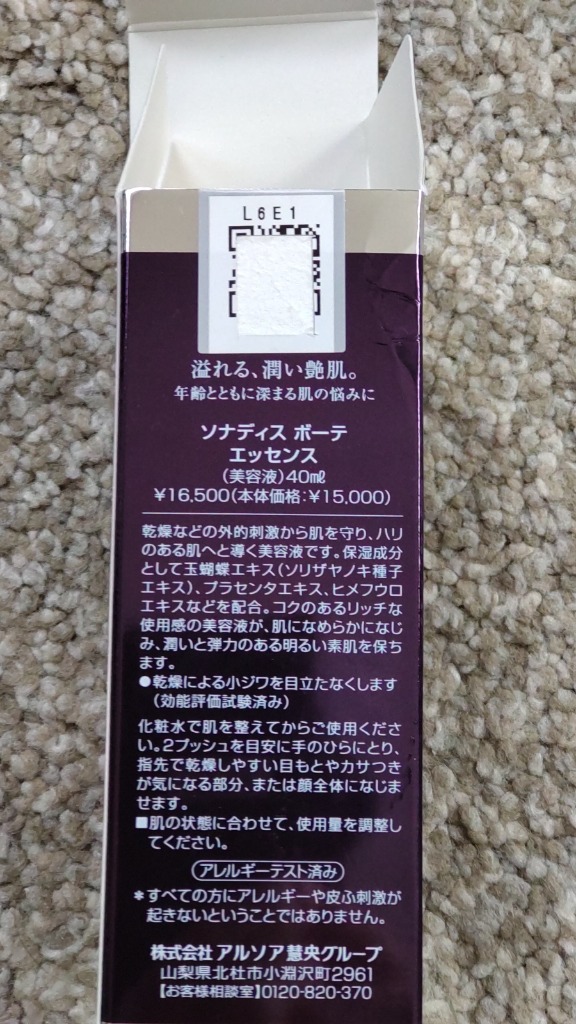 L6E1
溢れる、潤い艶肌。
年齢とともに深まる肌の悩みに
ソナディス ボーテ
エッセンス
(美容液)40㎖
¥16,500(本体価格:¥15,000)
乾燥などの外的刺激から肌を守り、ハリ
のある肌へと導く美容液です。保湿成分
として玉蝴蝶エキス(ソリザヤノキ種子
エキス)、プラセンタエキス、ヒメフウロ
エキスなどを配合。コクのあるリッチな
使用感の美容液が、肌になめらかになじ
み、潤いと弾力のある明るい素肌を保ち
ます。
●乾燥による小ジワを目立たなくします
(効能評価試験済み)
化粧水で肌を整えてからご使用くださ
い。2プッシュを目安に手のひらにとり、
指先で乾燥しやすい目もとやカサつき
が気になる部分、または顔全体になじま
せます。
■肌の状態に合わせて、使用量を調整し
てください。
アレルギーテスト済み
*すべての方にアレルギーや皮ふ刺激が
起きないということではありません。
株式会社 アルソア慧央グループ
山梨県北杜市小淵沢町2961
【お客様相談室】0120-820-370